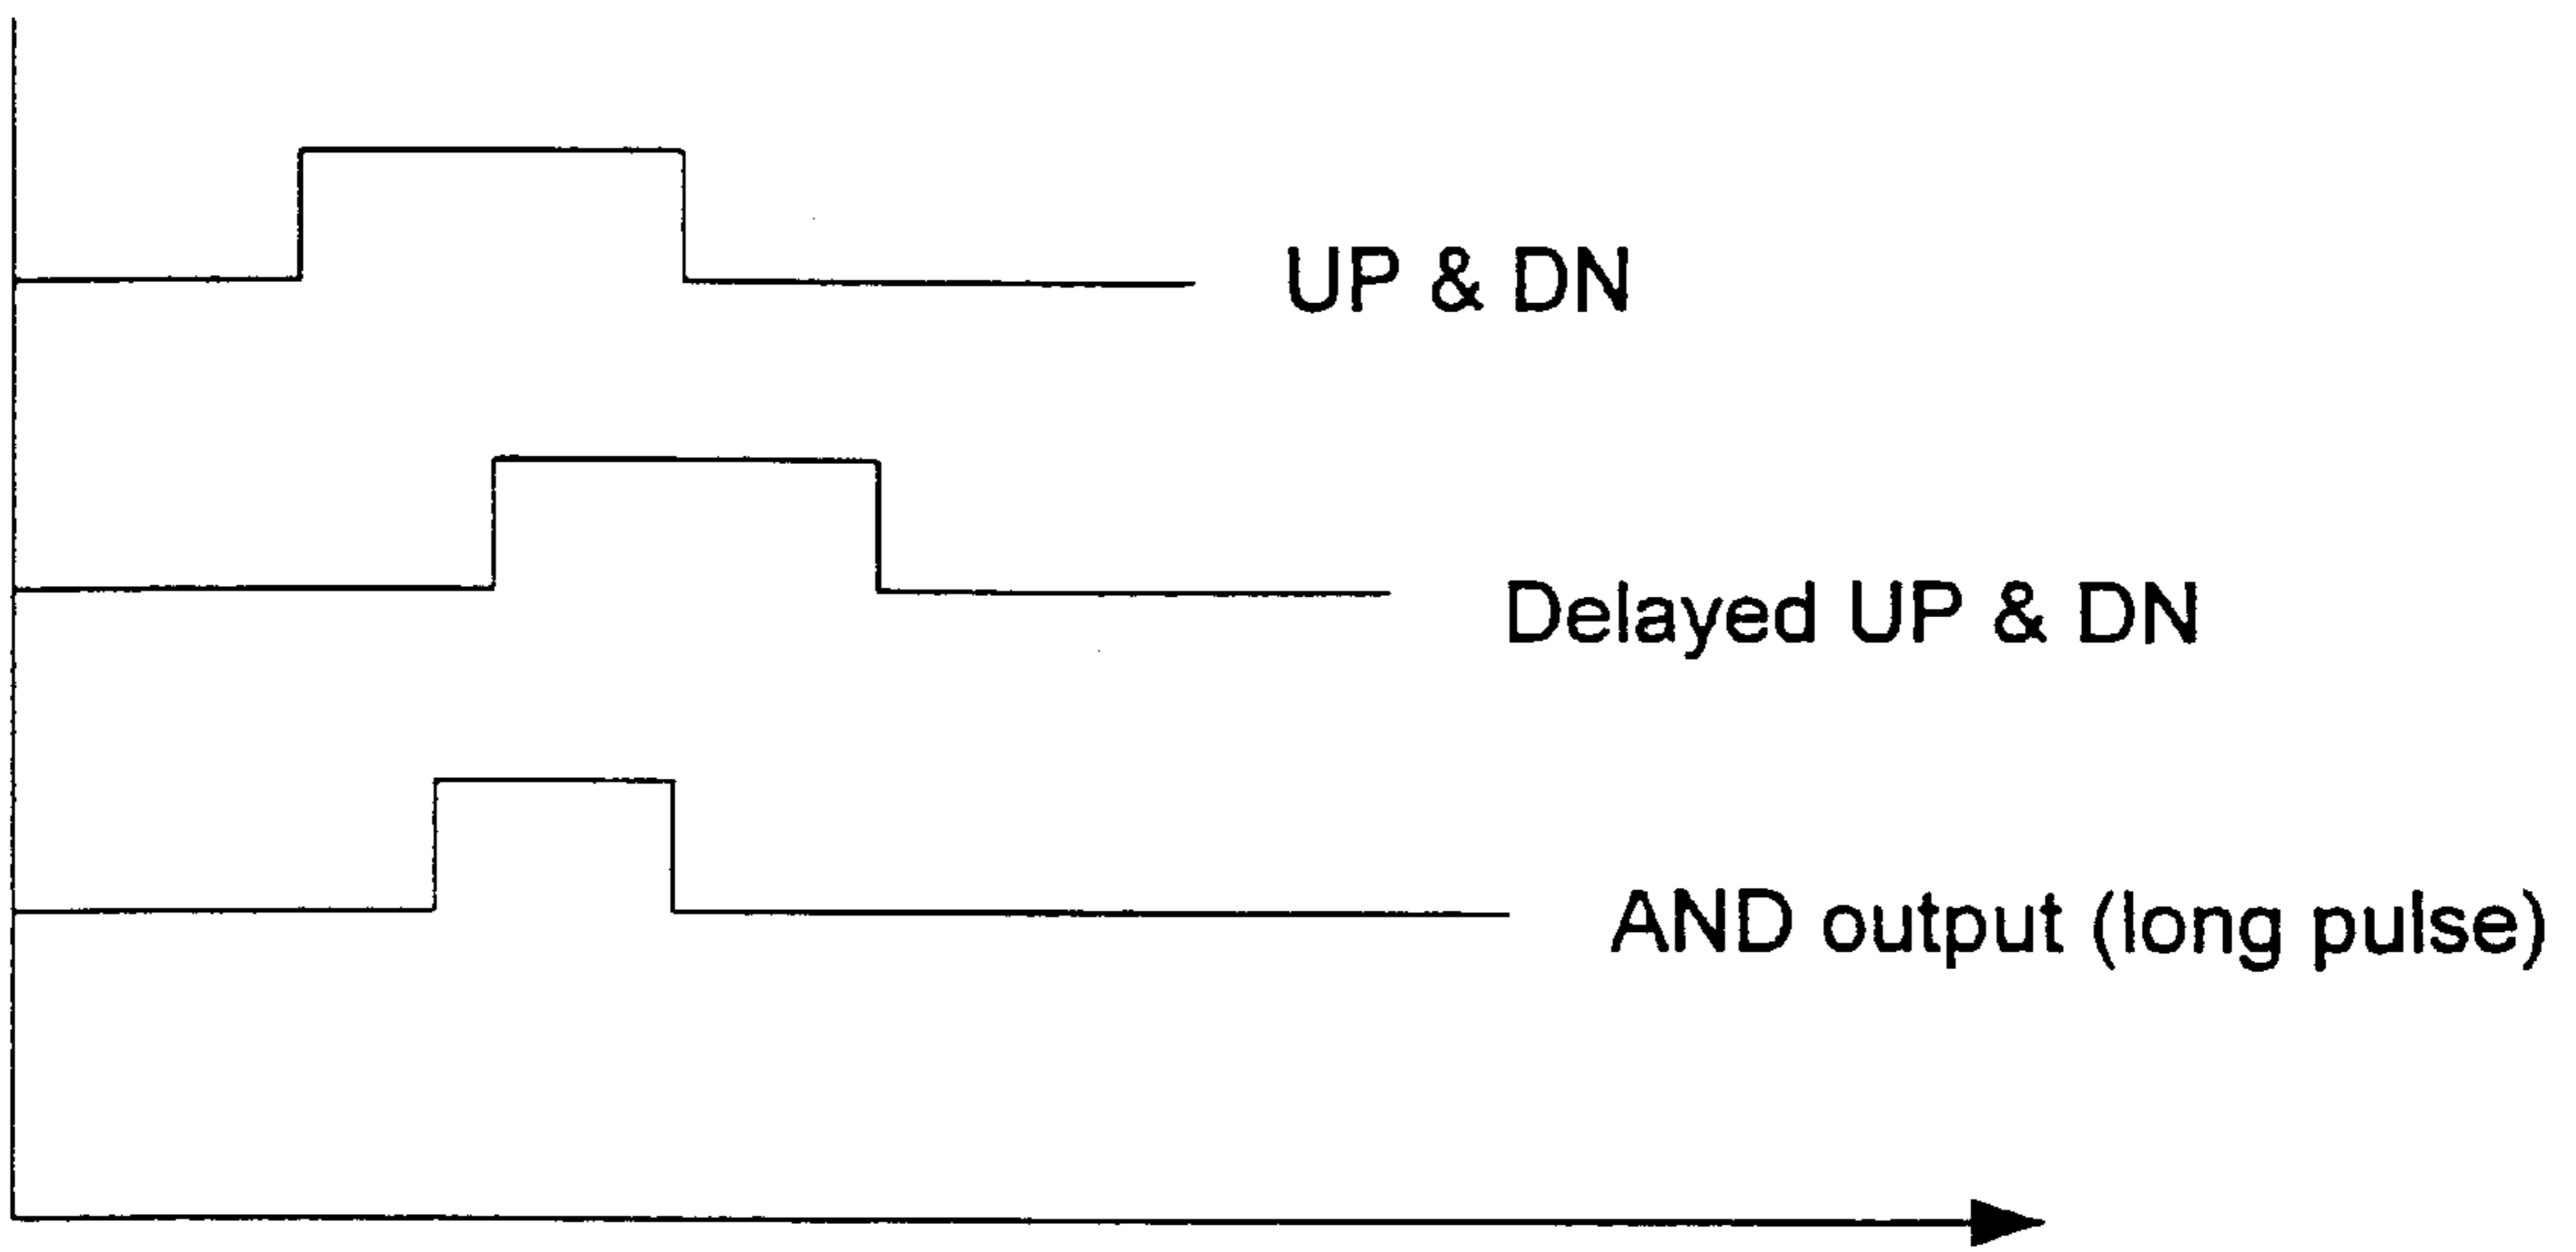 UP & DN
Delayed UP & DN
AND output (long pulse)